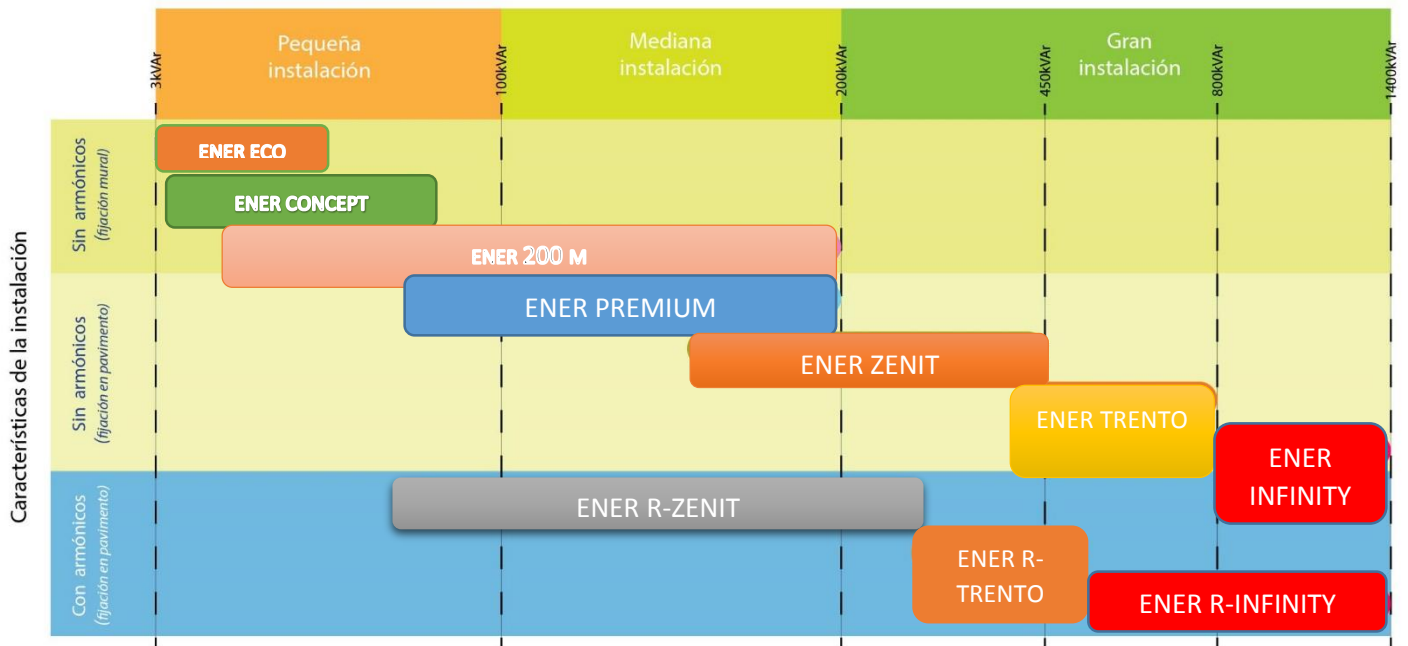 Pequeña
instalación
Mediana
instalación
Gran
instalación
3kVAr
100kVAr
200kVAr
450kVAr
800kVAr
1400kVAr
Características de la instalación
Sin armónicos
(fijación mural)
ENER ECO
ENER CONCEPT
ENER 200 M
Sin armónicos
(fijación en pavimento)
ENER PREMIUM
ENER ZENIT
ENER TRENTO
ENER
INFINITY
Con armónicos
(fijación en pavimento)
ENER R-ZENIT
ENER R-
TRENTO
ENER R-INFINITY